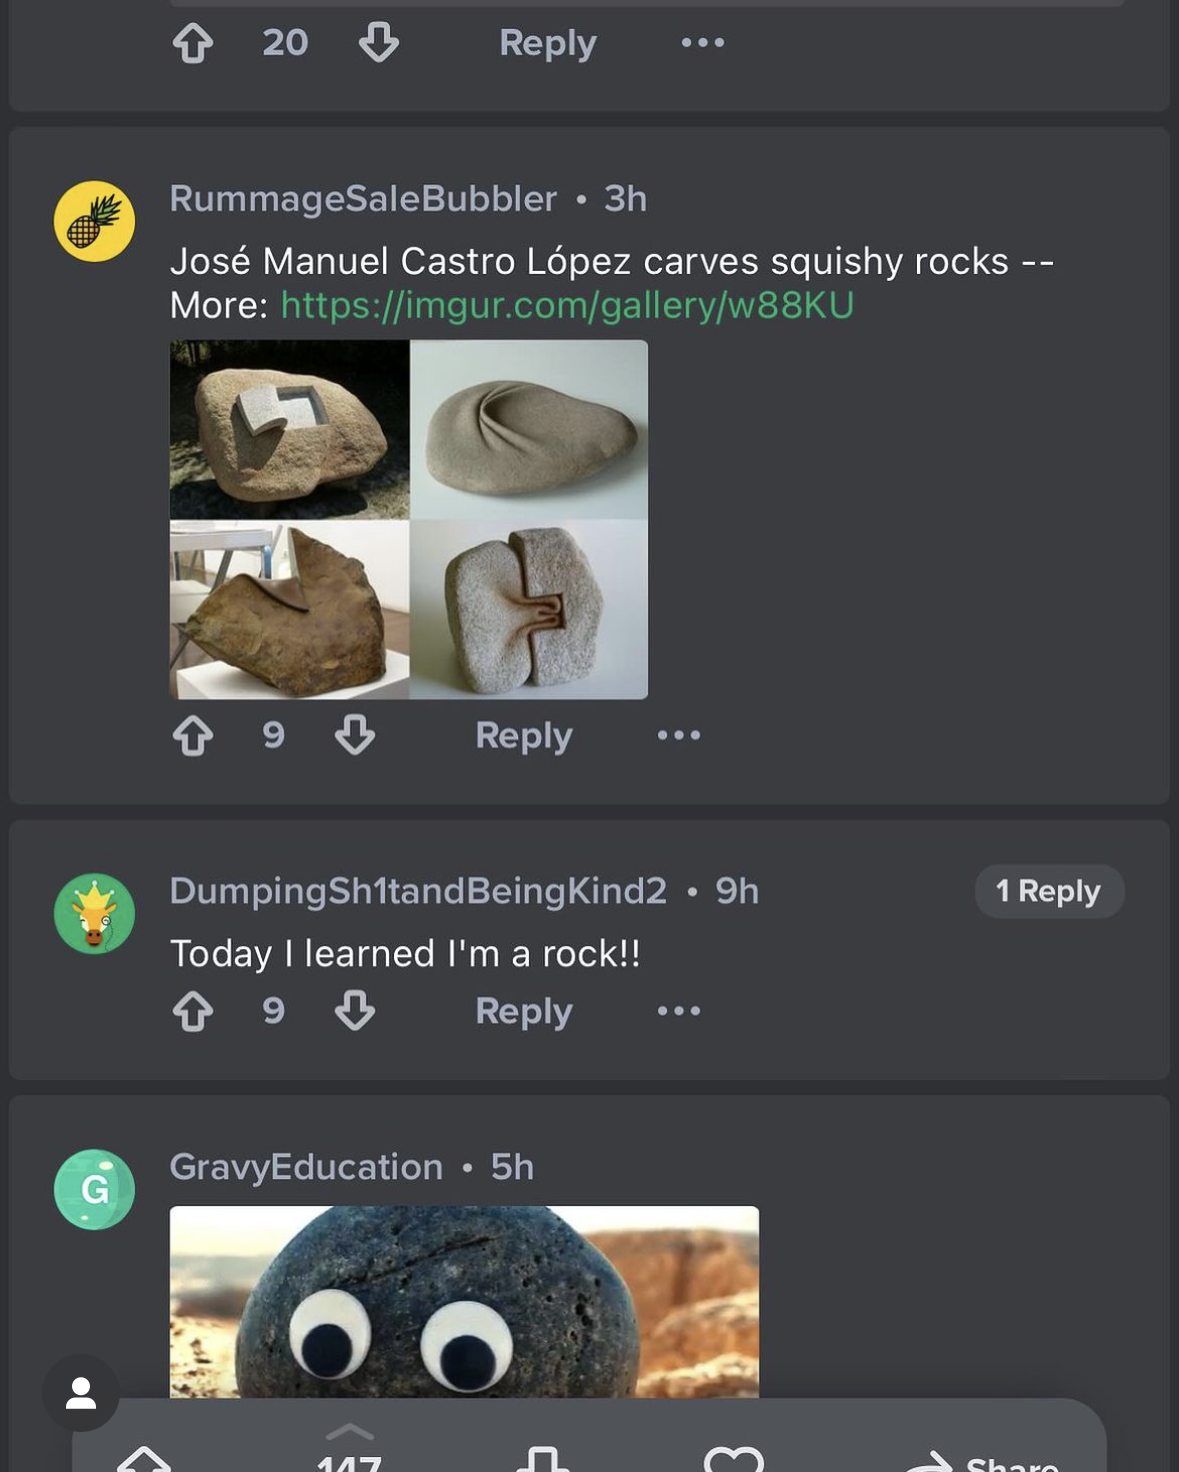 20 Reply •••
RummageSaleBubbler • 3h
José Manuel Castro López carves squishy rocks --
More: https://imgur.com/gallery/w88KU
9 Reply •••
DumpingSh1tandBeingKind2 • 9h 1 Reply
Today I learned I'm a rock!!
9 Reply •••
G GravyEducation • 5h
147 Share